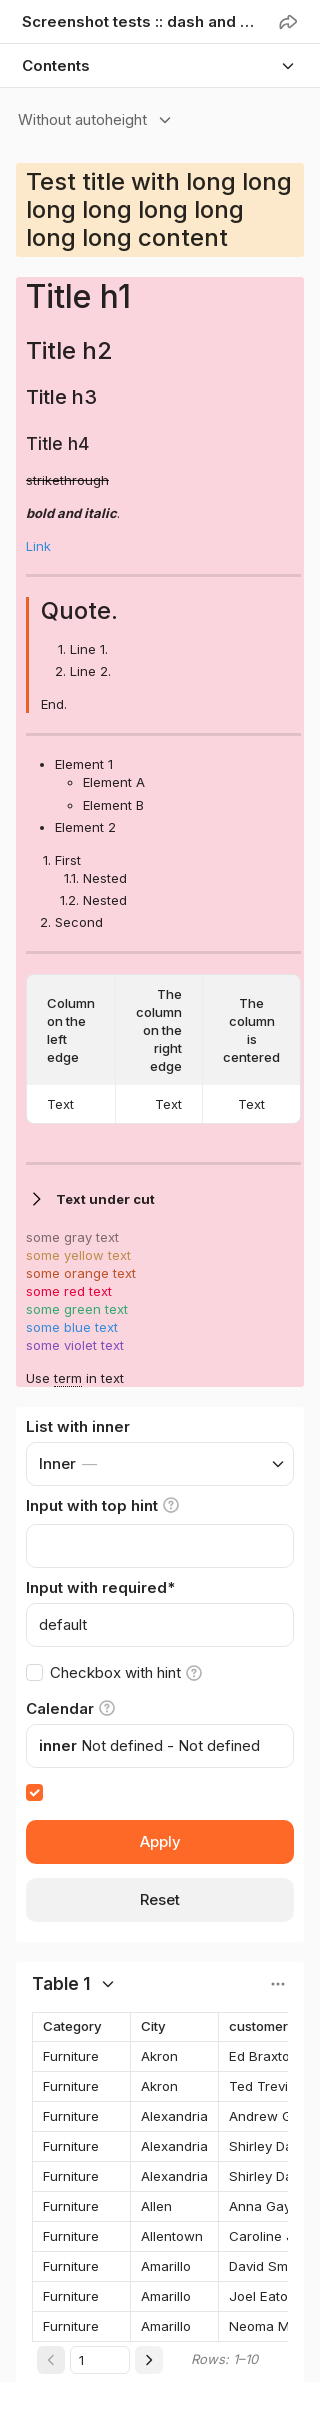 Screenshot tests :: dash and ...
Contents
Without autoheight
Test title with long long
long long long long
long long content
Title h1
Title h2
Title h3
Title h4
strikethrough
bold and italic.
Link
Quote.
1. Line 1.
2. Line 2.
End.
• Element 1
◦ Element A
◦ Element B
• Element 2
1. First
1.1. Nested
1.2. Nested
2. Second
Column on the left edge
The column on the right edge
The column is centered
Text Text Text
Text under cut
some gray text
some yellow text
some orange text
some red text
some green text
some blue text
some violet text
Use term in text
List with inner
Inner —
Input with top hint
Input with required*
default
Checkbox with hint
Calendar
inner Not defined - Not defined
Apply
Reset
Table 1
Category City customer
Furniture Akron Ed Braxto
Furniture Akron Ted Trevi
Furniture Alexandria Andrew G
Furniture Alexandria Shirley Da
Furniture Alexandria Shirley Da
Furniture Allen Anna Gay
Furniture Allentown Caroline J
Furniture Amarillo David Sm
Furniture Amarillo Joel Eato
Furniture Amarillo Neoma M
1 Rows: 1–10